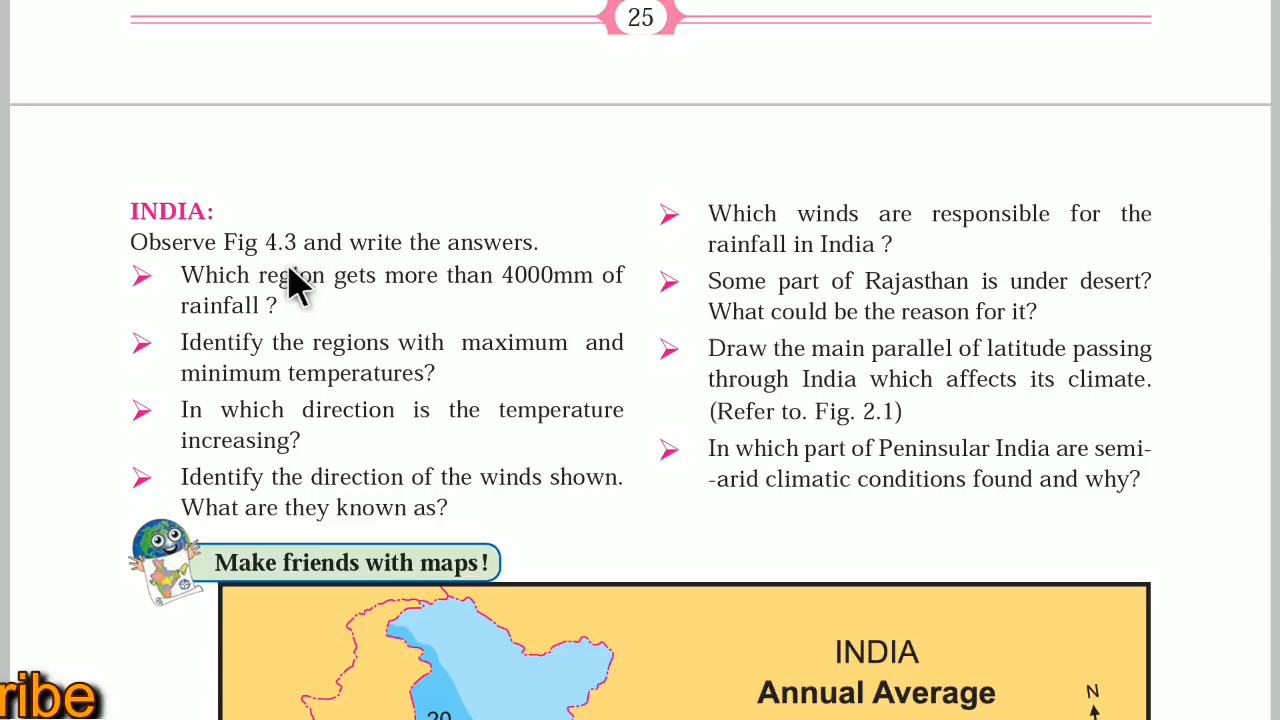 25
INDIA:
Observe Fig 4.3 and write the answers.
Which region gets more than 4000mm of
rainfall ?
Identify the regions with maximum and
minimum temperatures?
In which direction is the temperature
increasing?
Identify the direction of the winds shown.
What are they known as?
Which winds are responsible for the
rainfall in India ?
Some part of Rajasthan is under desert?
What could be the reason for it?
Draw the main parallel of latitude passing
through India which affects its climate.
(Refer to. Fig. 2.1)
In which part of Peninsular India are semi-
-arid climatic conditions found and why?
Make friends with maps!
INDIA
Annual Average
N
20
ribe